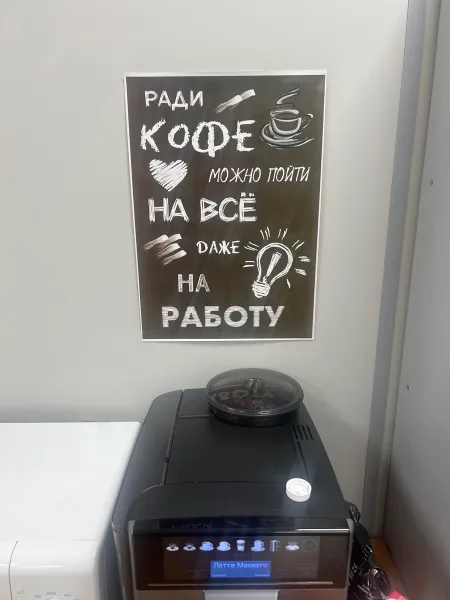 РАДИ
КОФЕ
МОЖНО ПОЙТИ
НА ВСЁ
ДАЖЕ
НА
РАБОТУ
Латте Макиато